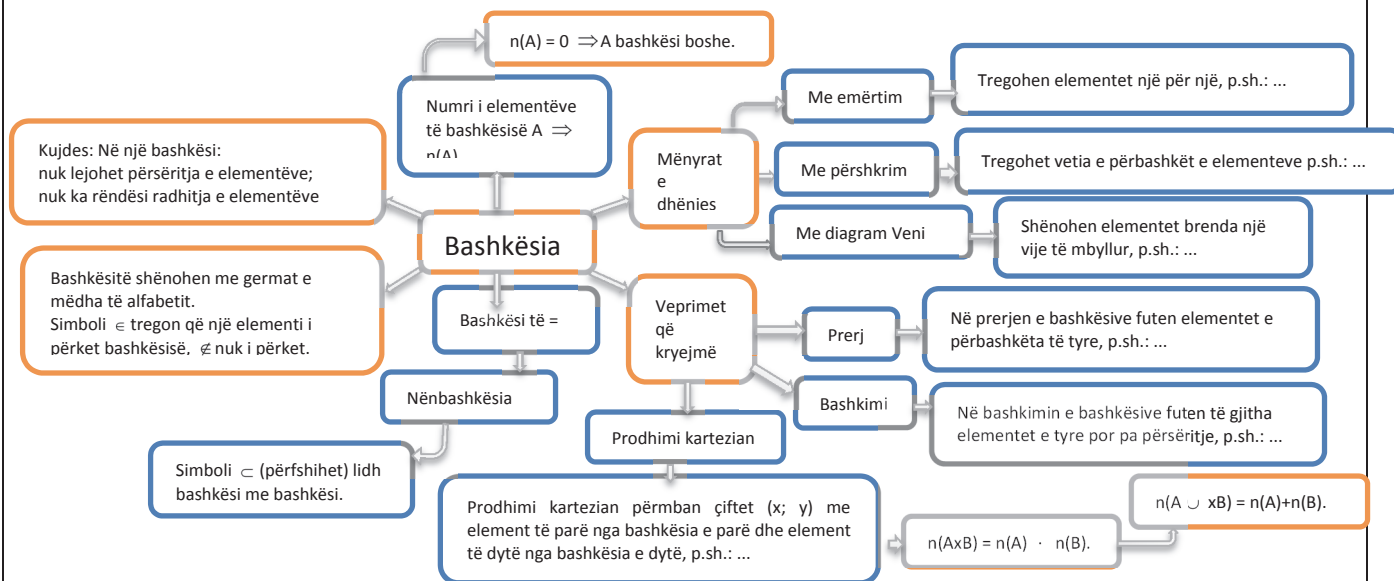 n(A) = 0 ⇒ A bashkësi boshe.
Numri i elementëve
të bashkësisë A ⇒
n(A)
Kujdes: Në një bashkësi:
nuk lejohet përsëritja e elementëve;
nuk ka rëndësi radhitja e elementëve
Bashkësia
Bashkësitë shënohen me germat e
mëdha të alfabetit.
Simboli ∈ tregon që një elementi i
përket bashkësisë, ∉ nuk i përket.
Bashkësi të =
Nënbashkësia
Simboli ⊂ (përfshihet) lidh
bashkësi me bashkësi.
Mënyrat
e
dhënies
Me emërtim
Tregohen elementet një për një, p.sh.: ...
Me përshkrim
Tregohet vetia e përbashkët e elementeve p.sh.: ...
Me diagram Veni
Shënohen elementet brenda një
vije të mbyllur, p.sh.: ...
Veprimet
që
kryejmë
Prerj
Në prerjen e bashkësive futen elementet e
përbashkëta të tyre, p.sh.: ...
Bashkimi
Në bashkimin e bashkësive futen të gjitha
elementet e tyre por pa përsëritje, p.sh.: ...
Prodhimi kartezian
Prodhimi kartezian përmban çiftet (x; y) me
element të parë nga bashkësia e parë dhe element
të dytë nga bashkësia e dytë, p.sh.: ...
n(AxB) = n(A) · n(B).
n(A ∪ xB) = n(A)+n(B).